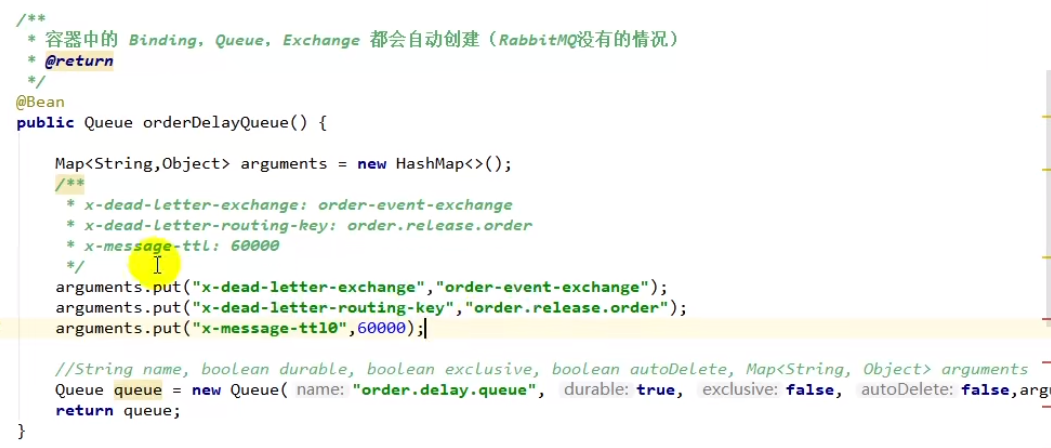 /**
* 容器中的 Binding, Queue, Exchange 都会自动创建（RabbitMQ没有的情况）
* @return
*/
@Bean
public Queue orderDelayQueue() {
Map<String,Object> arguments = new HashMap<>();
/**
* x-dead-letter-exchange: order-event-exchange
* x-dead-letter-routing-key: order.release.order
* x-message-ttl: 60000
*/
arguments.put("x-dead-letter-exchange","order-event-exchange");
arguments.put("x-dead-letter-routing-key","order.release.order");
arguments.put("x-message-ttl0",60000);
//String name, boolean durable, boolean exclusive, boolean autoDelete, Map<String, Object> arguments
Queue queue = new Queue( name: "order.delay.queue", durable: true, exclusive: false, autoDelete: false,
return queue;
}